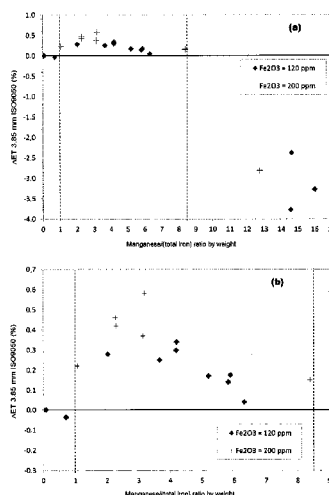 (a)
ΔET 3.85 mm ISO9050 (%)
1.0
0.5
0.0
-0.5
-1.0
-1.5
-2.0
-2.5
-3.0
-3.5
-4.0
Fe2O3 = 120 ppm
Fe2O3 = 200 ppm
0 1 2 3 4 5 6 7 8 9 10 11 12 13 14 15 16
Manganese/(total Iron) ratio by weight
(b)
ΔET 3.85 mm ISO9050 (%)
0,7
0,6
0,5
0.4
0.3
0.2
0.1
0.0
-0.1
-0.2
-0.3
Fe2O3 = 120 ppm
Fe2O3 = 200 ppm
0 1 2 3 4 5 6 7 8 9
Manganese/(total Iron) ratio by weight